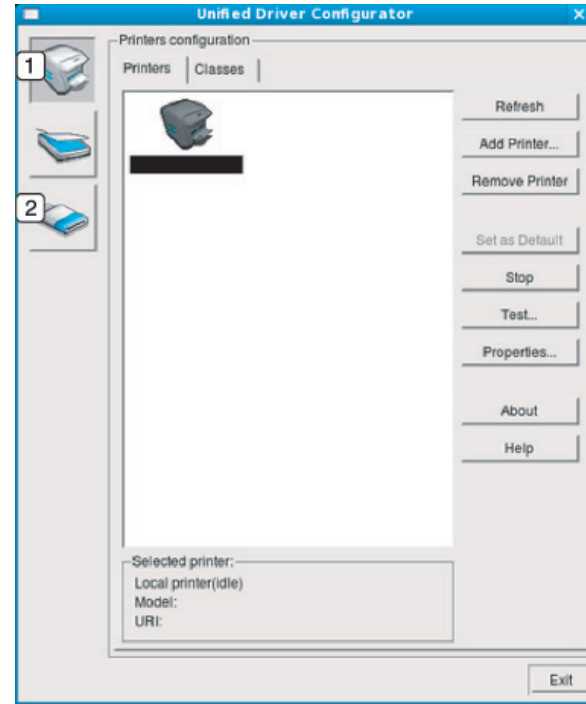 Unified Driver Configurator
Printers configuration
1
Printers Classes
Refresh
Add Printer...
Remove Printer
2
Set as Default
Stop
Test...
Properties...
About
Help
Selected printer:
Local printer(idle)
Model:
URI:
Exit